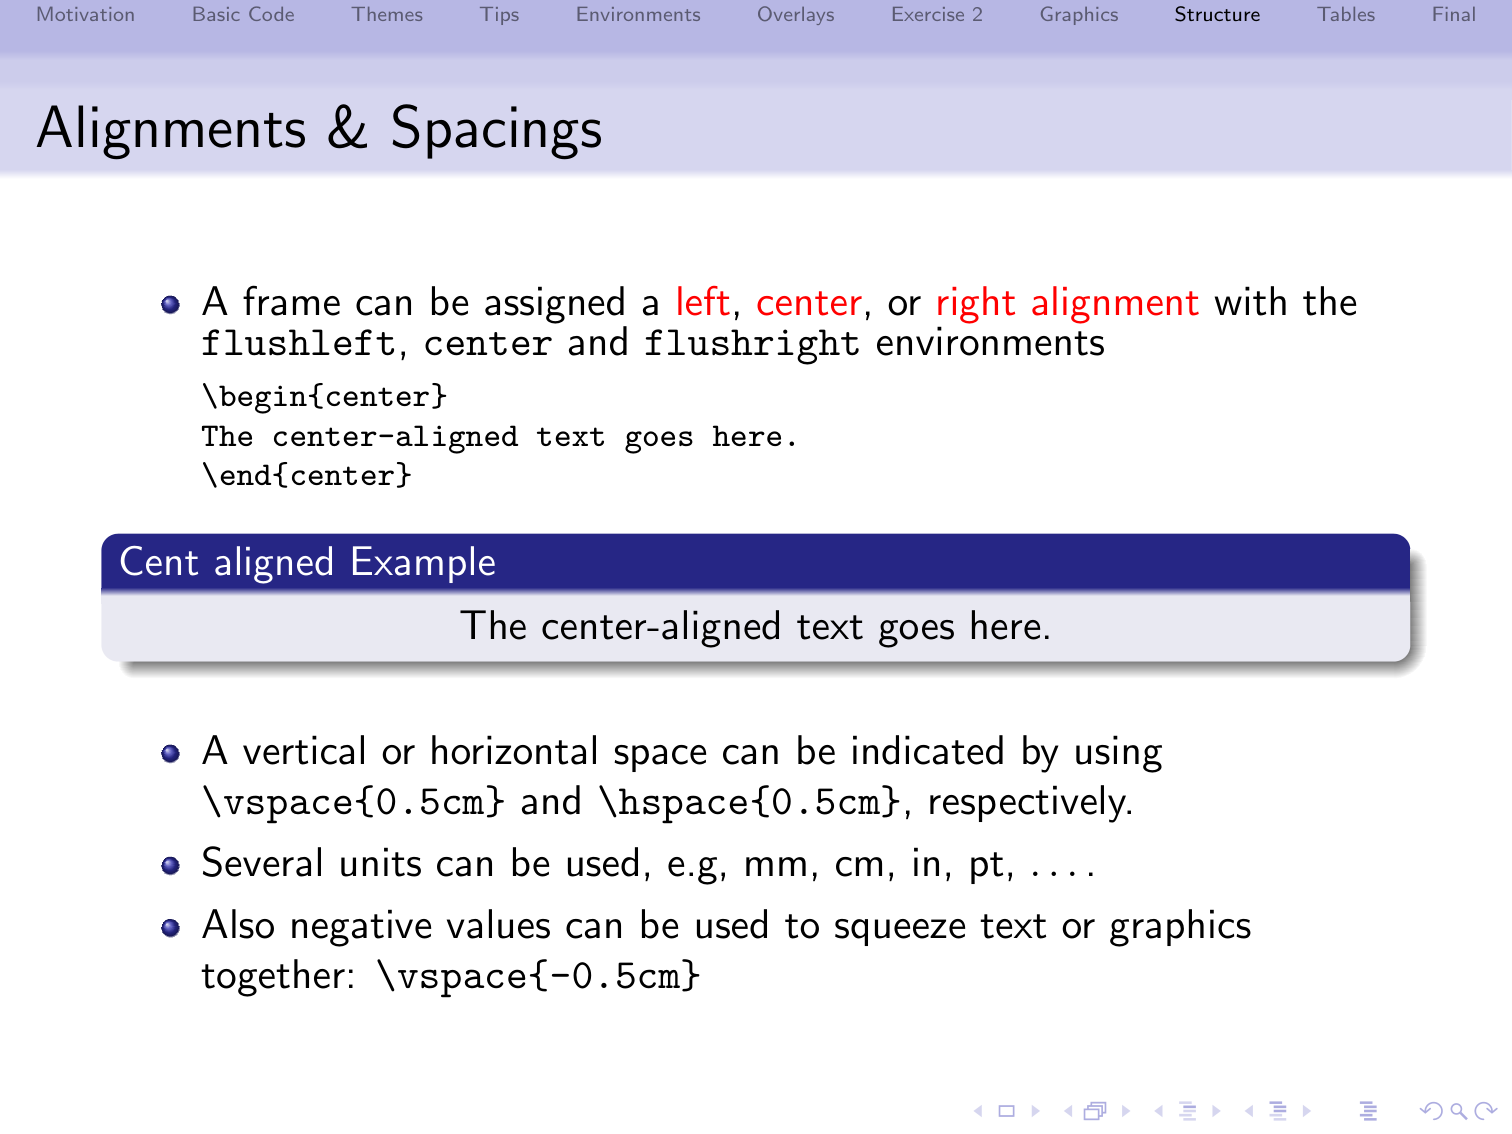 Motivation Basic Code Themes Tips Environments Overlays Exercise 2 Graphics Structure Tables Final
Alignments & Spacings
A frame can be assigned a left, center, or right alignment with the
flushleft, center and flushright environments
\begin{center}
The center-aligned text goes here.
\end{center}
Cent aligned Example
The center-aligned text goes here.
A vertical or horizontal space can be indicated by using
\vspace{0.5cm} and \hspace{0.5cm}, respectively.
Several units can be used, e.g, mm, cm, in, pt, . . . .
Also negative values can be used to squeeze text or graphics
together: \vspace{-0.5cm}